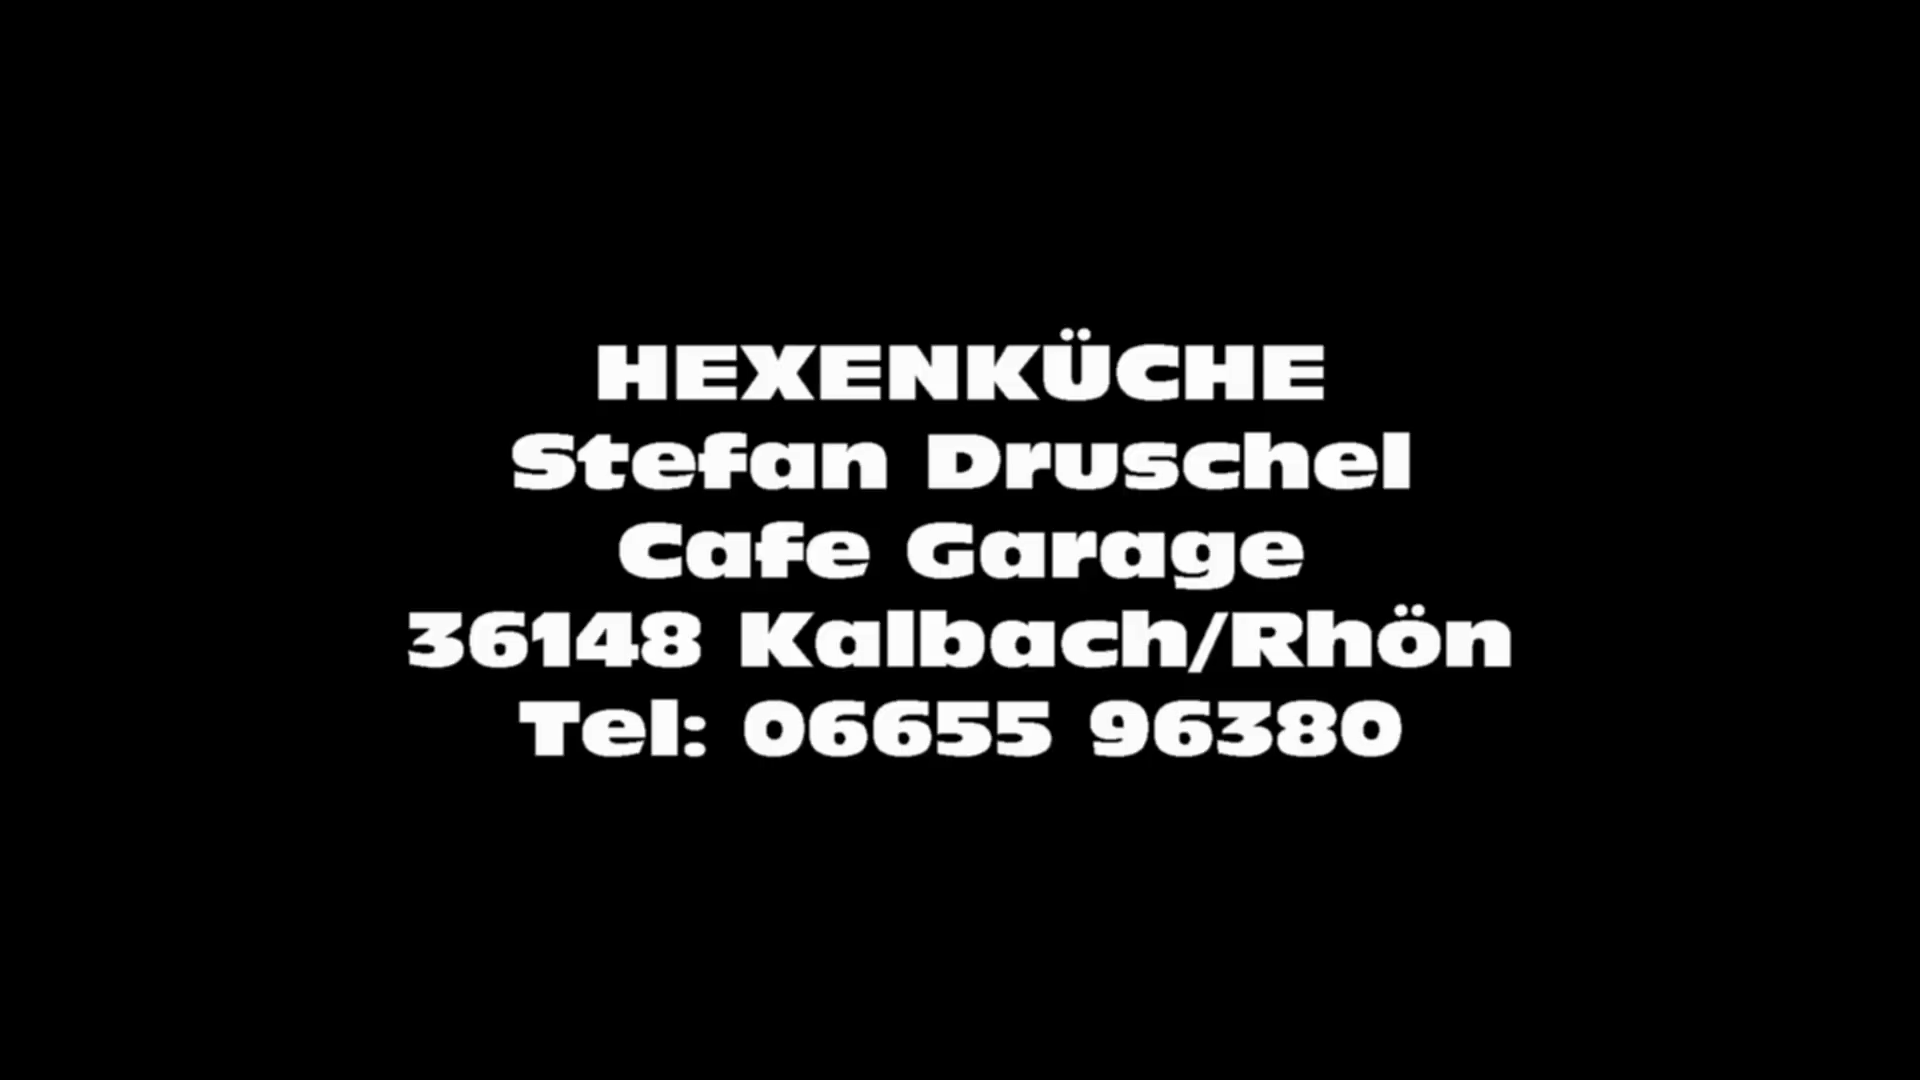 HEXENKÜCHE
Stefan Druschel
Cafe Garage
36148 Kalbach/Rhön
Tel: 06655 96380